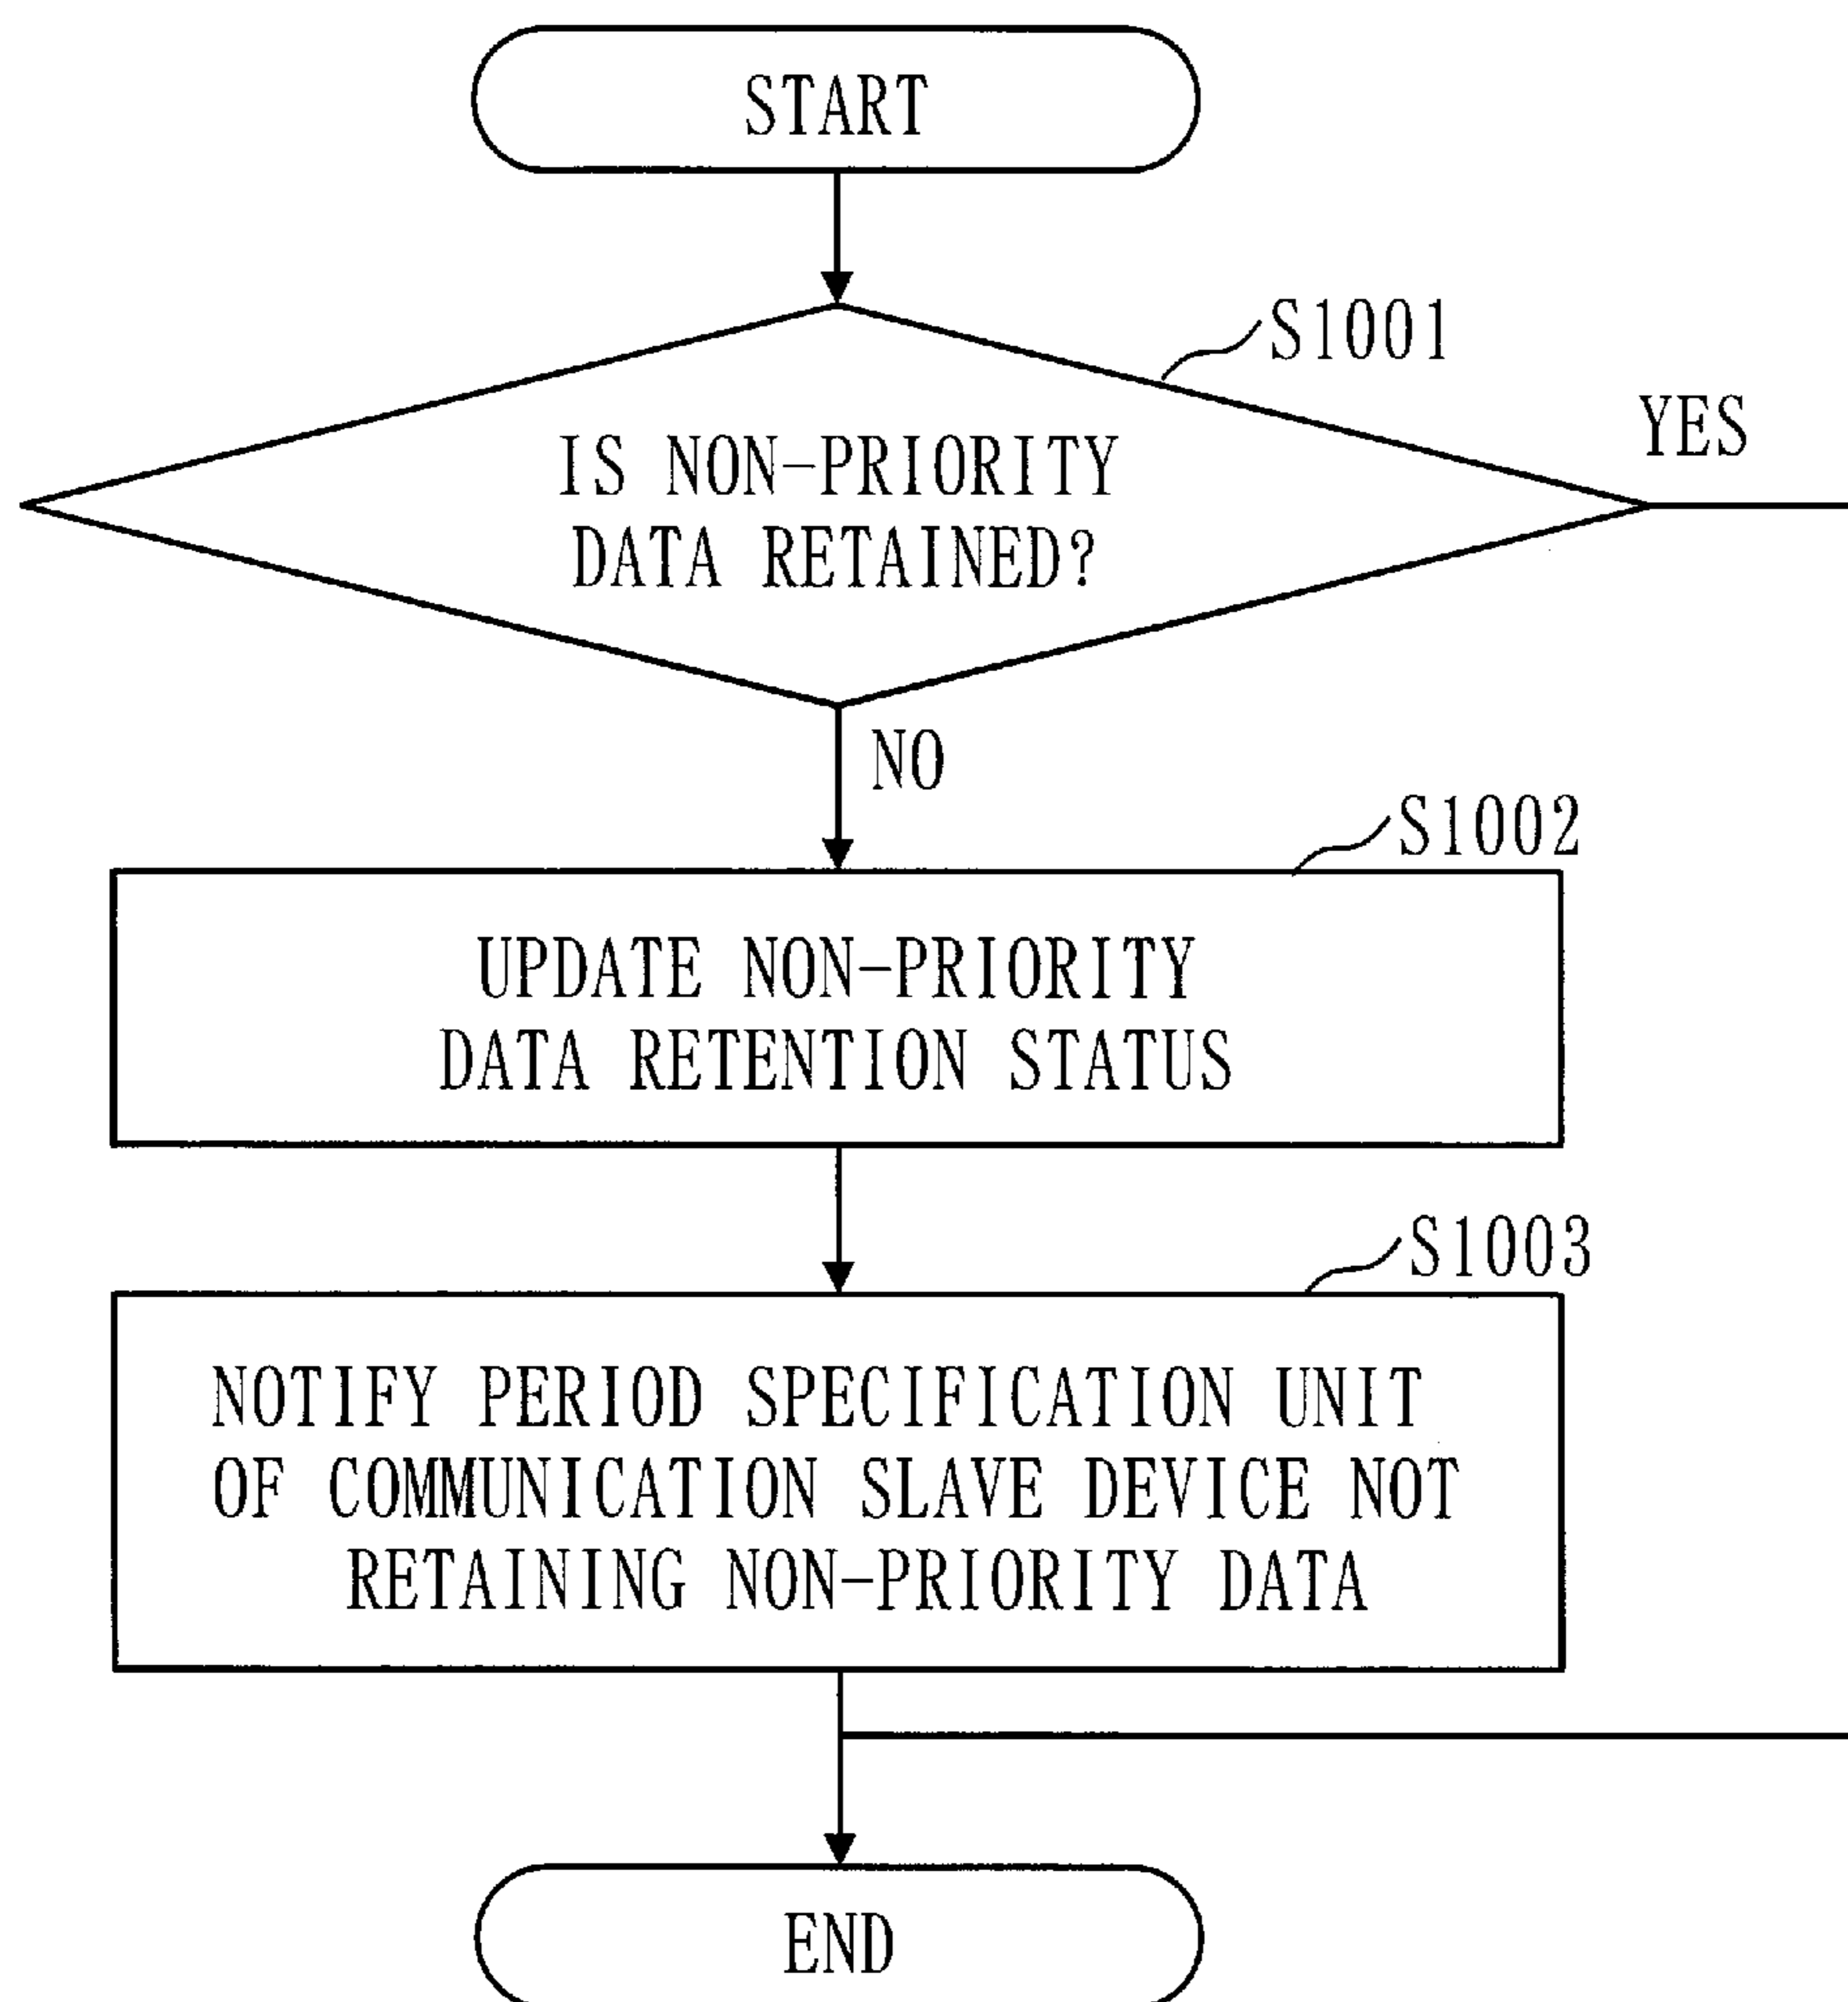 START
S1001
YES
IS NON-PRIORITY
DATA RETAINED?
NO
S1002
UPDATE NON-PRIORITY
DATA RETENTION STATUS
S1003
NOTIFY PERIOD SPECIFICATION UNIT
OF COMMUNICATION SLAVE DEVICE NOT
RETAINING NON-PRIORITY DATA
END